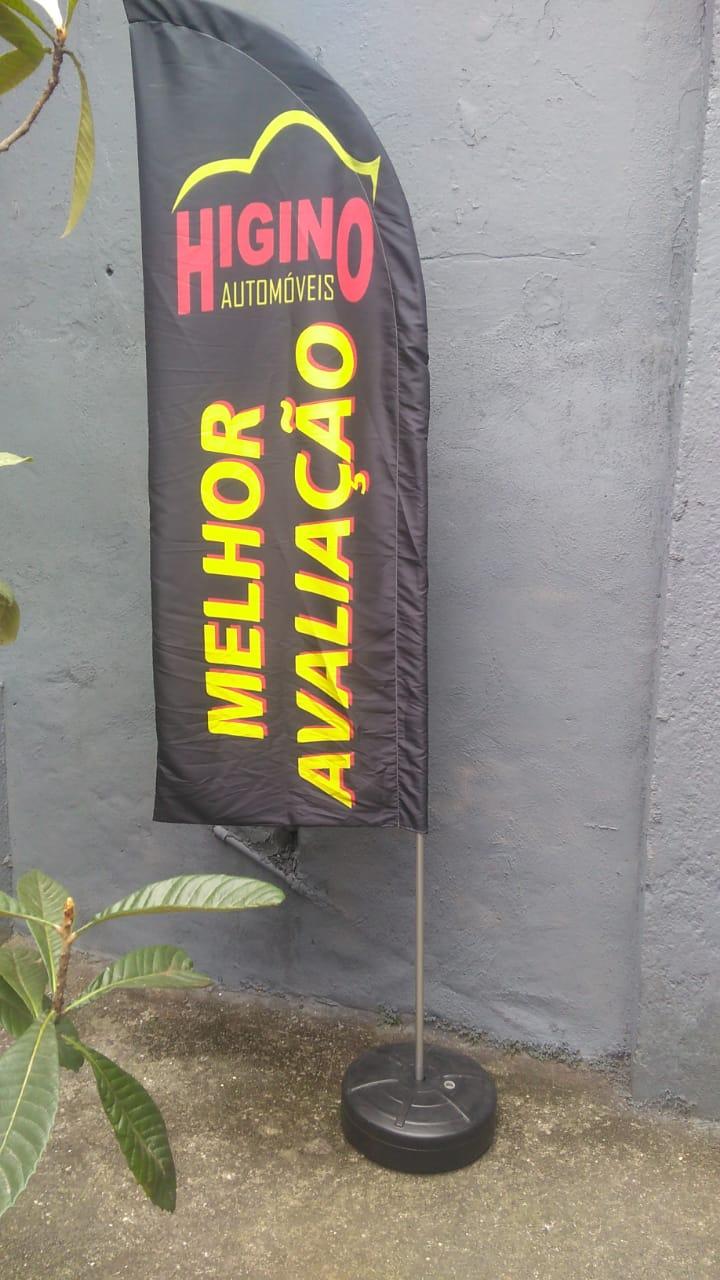 HIGINO
AUTOMÓVEIS
MELHOR
AVALIAÇÃO